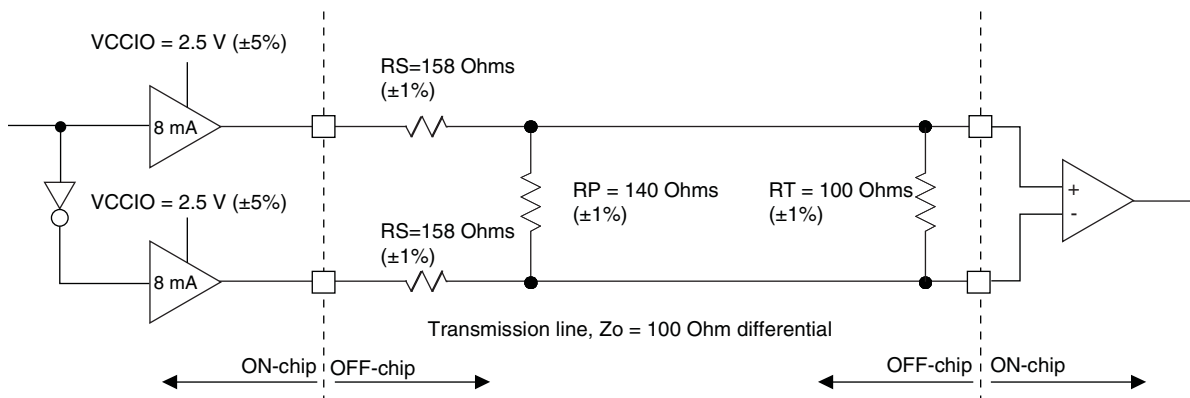 VCCIO = 2.5 V (±5%)
8 mA
VCCIO = 2.5 V (±5%)
8 mA
RS=158 Ohms
(±1%)
RS=158 Ohms
(±1%)
RP = 140 Ohms
(±1%)
RT = 100 Ohms
(±1%)
+
-
Transmission line, Zo = 100 Ohm differential
ON-chip OFF-chip
OFF-chip ON-chip